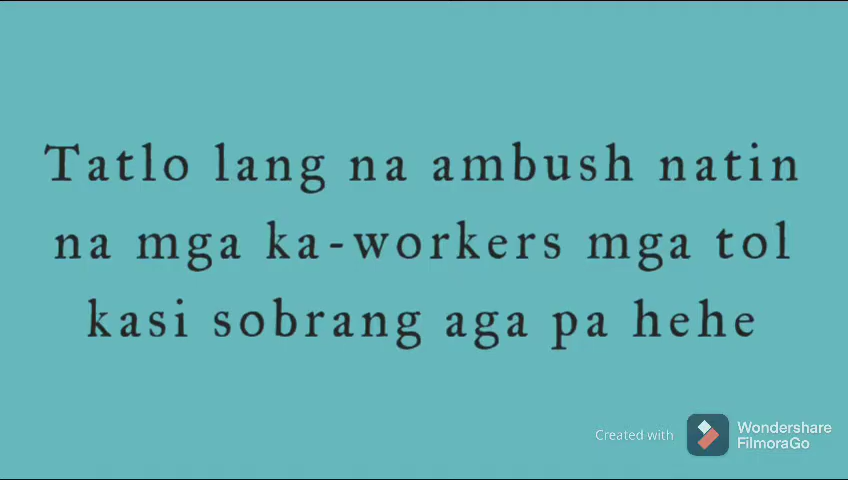 Tatlo lang na ambush natin
na mga ka-workers mga tol
kasi sobrang aga pa hehe
Created with
Wondershare
FilmoraGo